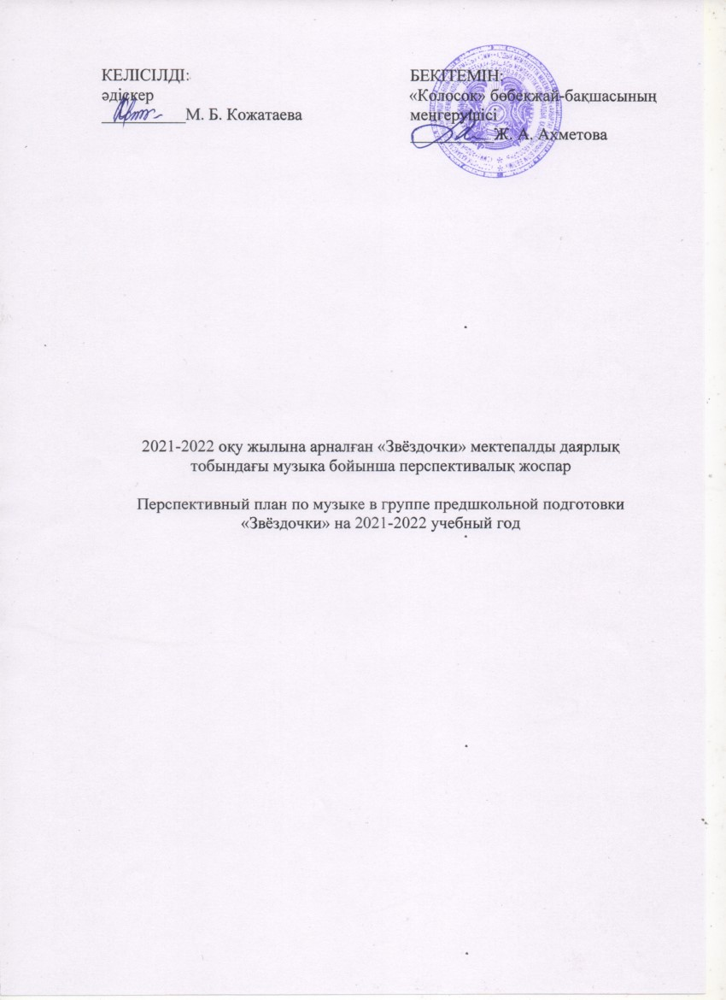 КЕЛІСІЛДІ:
әдіскер
__________М. Б. Кожатаева
БЕКІТЕМІН:
«Колосок» бөбекжай-бақшасының
меңгерушісі
__________Ж. А. Ахметова
2021-2022 оқу жылына арналған «Звёздочки» мектепалды даярлық
тобындағы музыка бойынша перспективалық жоспар
Перспективный план по музыке в группе предшкольной подготовки
«Звёздочки» на 2021-2022 учебный год